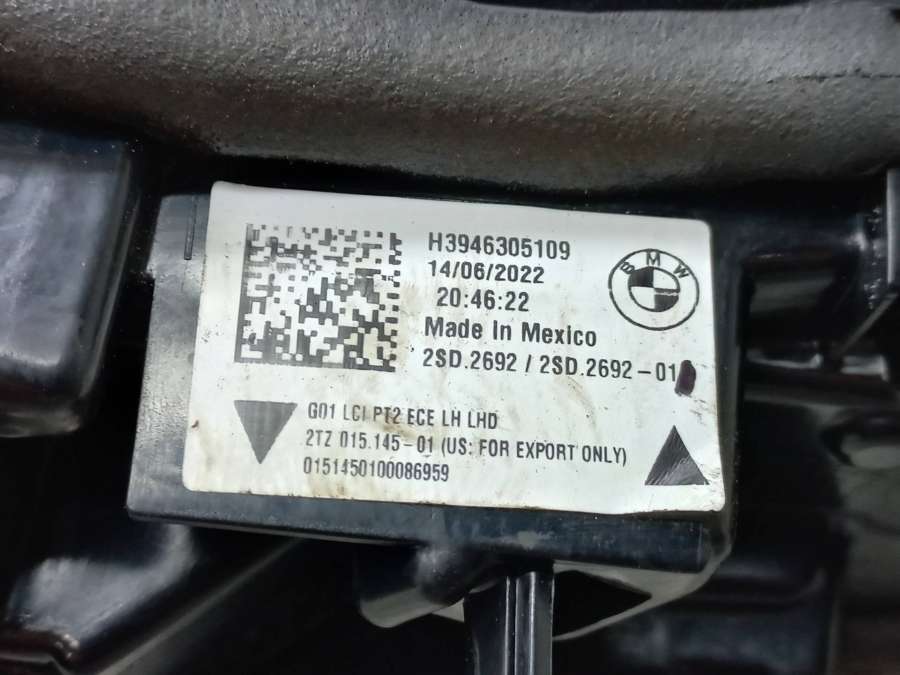 H3946305109
14/06/2022
20:46:22
Made In Mexico
2SD.2692 / 2SD.2692-01
BMW
G01 LCI PT2 ECE LH LHD
2TZ 015.145-01 (US: FOR EXPORT ONLY)
0151450100086959